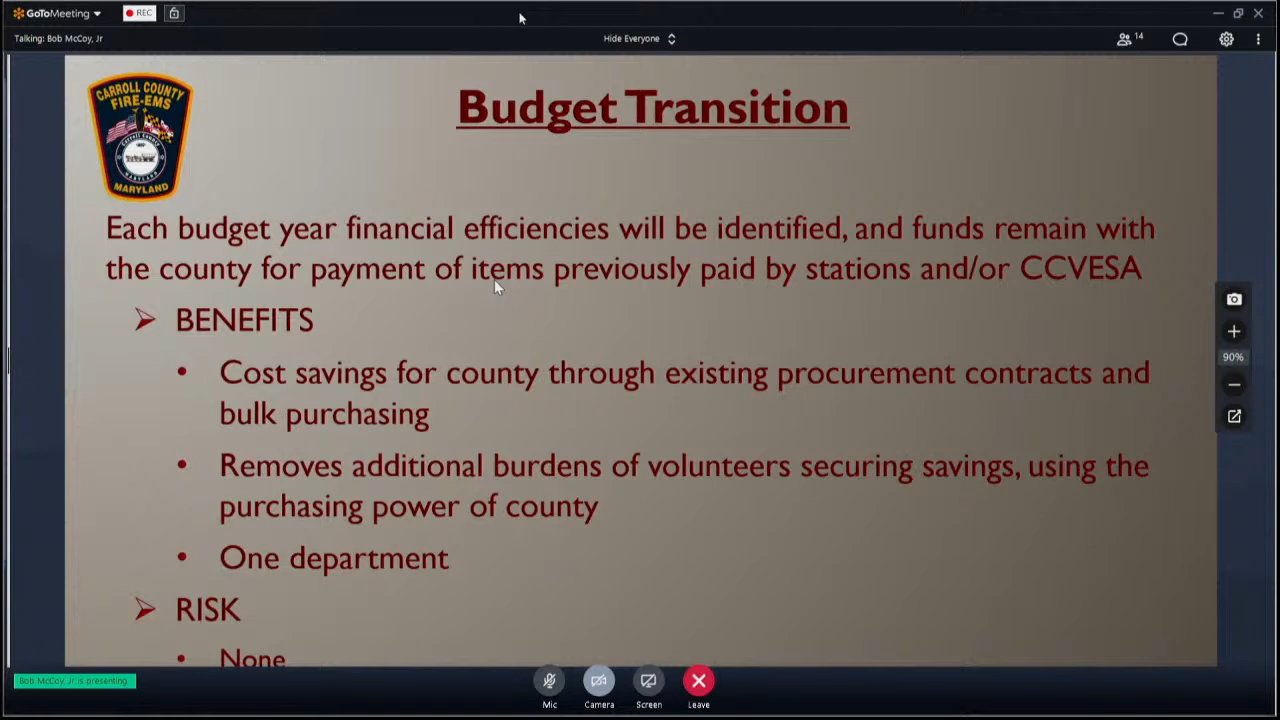 GoToMeeting
REC
Talking: Bob McCoy, Jr
Hide Everyone
14
CARROLL COUNTY
FIRE-EMS
MARYLAND
Budget Transition
Each budget year financial efficiencies will be identified, and funds remain with
the county for payment of items previously paid by stations and/or CCVESA
BENEFITS
• Cost savings for county through existing procurement contracts and
bulk purchasing
• Removes additional burdens of volunteers securing savings, using the
purchasing power of county
• One department
RISK
• None
90%
Bob McCoy, Jr is presenting.
Mic
Camera
Screen
Leave